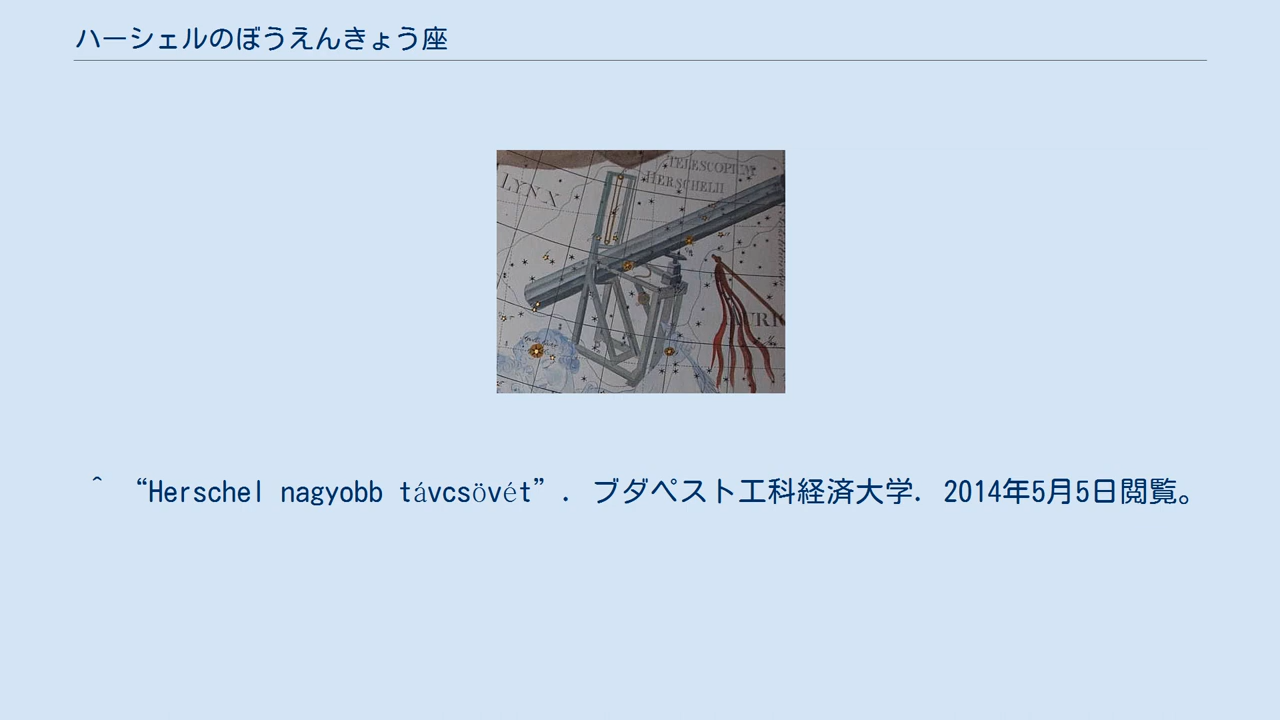 ハーシェルのぼうえんきょう座
LYNX
TELESCOPIUM
HERSCHELII
AURI
^ “Herschel nagyobb távcsövét”. ブダペスト工科経済大学. 2014年5月5日閲覧。